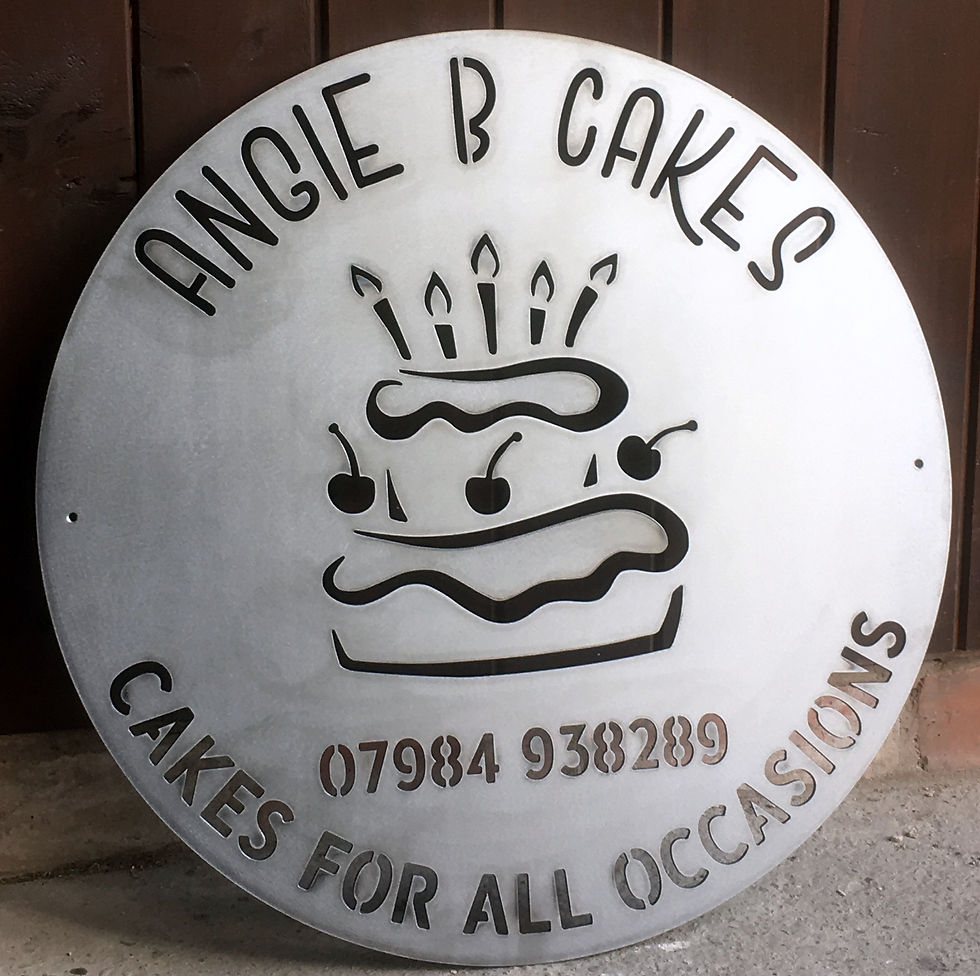 ANGIE B CAKES
07984 938289
CAKES FOR ALL OCCASIONS